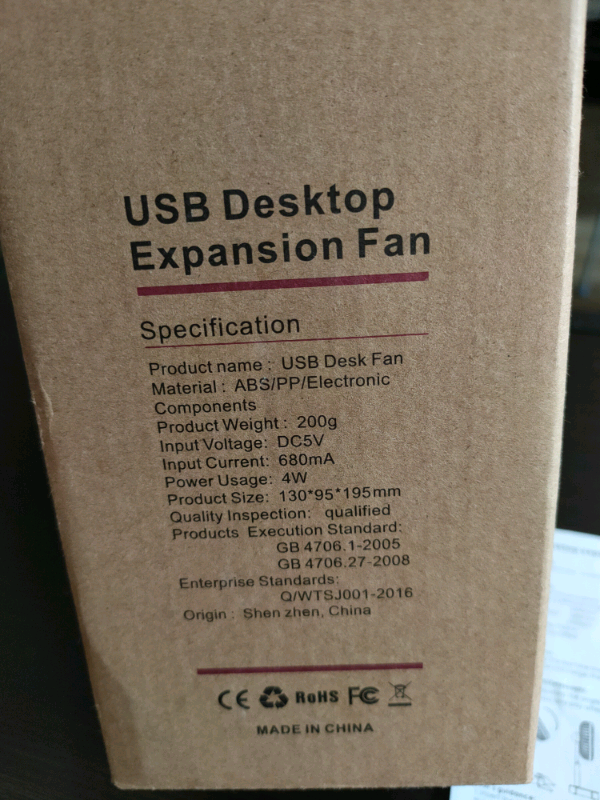 USB Desktop
Expansion Fan
Specification
Product name : USB Desk Fan
Material : ABS/PP/Electronic
Components
Product Weight : 200g
Input Voltage: DC5V
Input Current: 680mA
Power Usage: 4W
Product Size: 130*95*195mm
Quality Inspection: qualified
Products Execution Standard:
GB 4706.1-2005
GB 4706.27-2008
Enterprise Standards:
Q/WTSJ001-2016
Origin : Shen zhen, China
CE RoHS FC
MADE IN CHINA